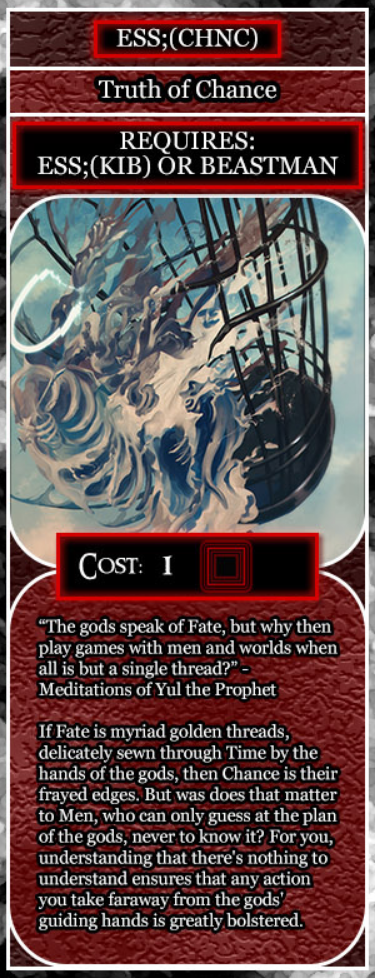 ESS;(CHNC)
Truth of Chance
REQUIRES:
ESS;(KIB) OR BEASTMAN
Cost: 1
“The gods speak of Fate, but why then
play games with men and worlds when
all is but a single thread?” -
Meditations of Yul the Prophet
If Fate is myriad golden threads,
delicately sewn through Time by the
hands of the gods, then Chance is their
frayed edges. But was does that matter
to Men, who can only guess at the plan
of the gods, never to know it? For you,
understanding that there's nothing to
understand ensures that any action
you take faraway from the gods'
guiding hands is greatly bolstered.